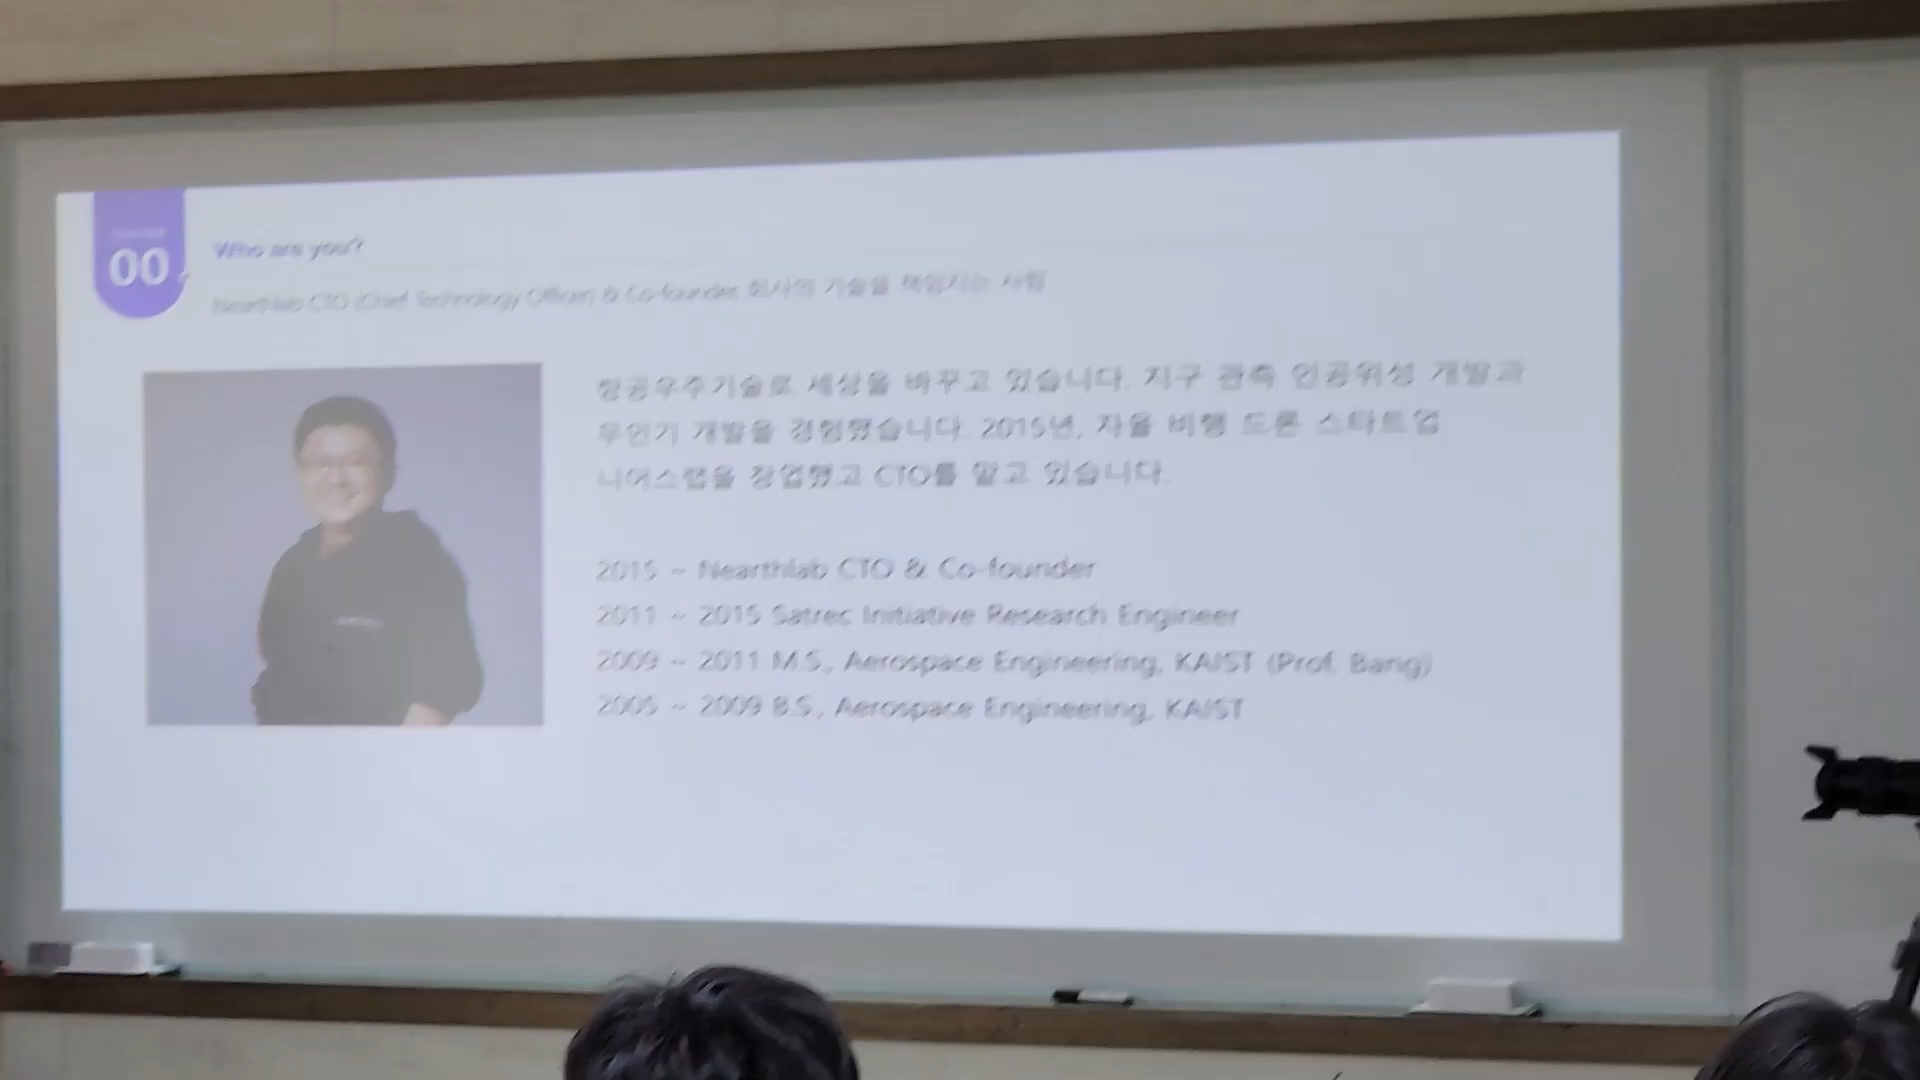 00
Who are you?
Nearthlab CTO (Chief Technology Officer) & Co-founder, 회사의 기술을 책임지는 사람
항공우주기술로 세상을 바꾸고 있습니다. 지구 관측 인공위성 개발과
무인기 개발을 경험했습니다. 2015년, 자율 비행 드론 스타트업
니어스랩을 창업했고 CTO를 맡고 있습니다.
2015 ~ Nearthlab CTO & Co-founder
2011 ~ 2015 Satrec Initiative Research Engineer
2009 ~ 2011 M.S., Aerospace Engineering, KAIST (Prof. Bang)
2005 ~ 2009 B.S., Aerospace Engineering, KAIST